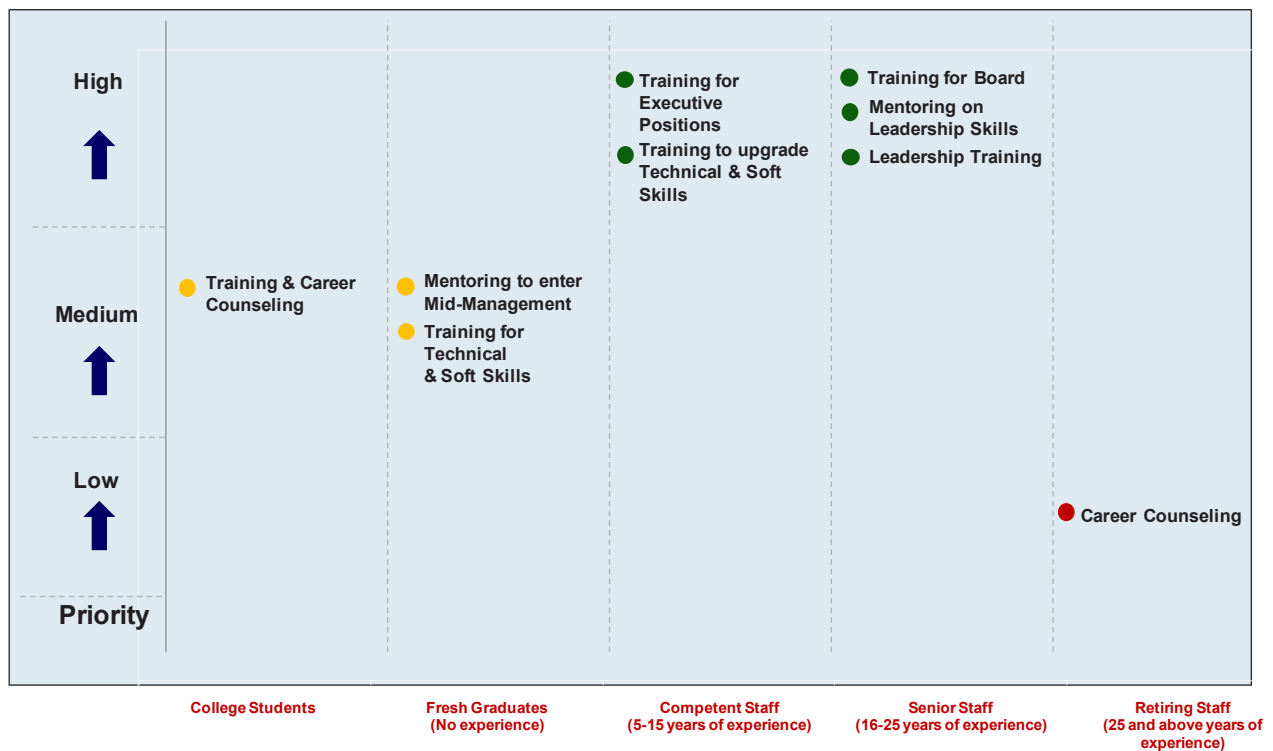 High
Training for
Executive
Positions
Training to upgrade
Technical & Soft
Skills
Training for Board
Mentoring on
Leadership Skills
Leadership Training
Medium
Training & Career
Counseling
Mentoring to enter
Mid-Management
Training for
Technical
& Soft Skills
Low
Career Counseling
Priority
College Students
Fresh Graduates
(No experience)
Competent Staff
(5-15 years of experience)
Senior Staff
(16-25 years of experience)
Retiring Staff
(25 and above years of
experience)